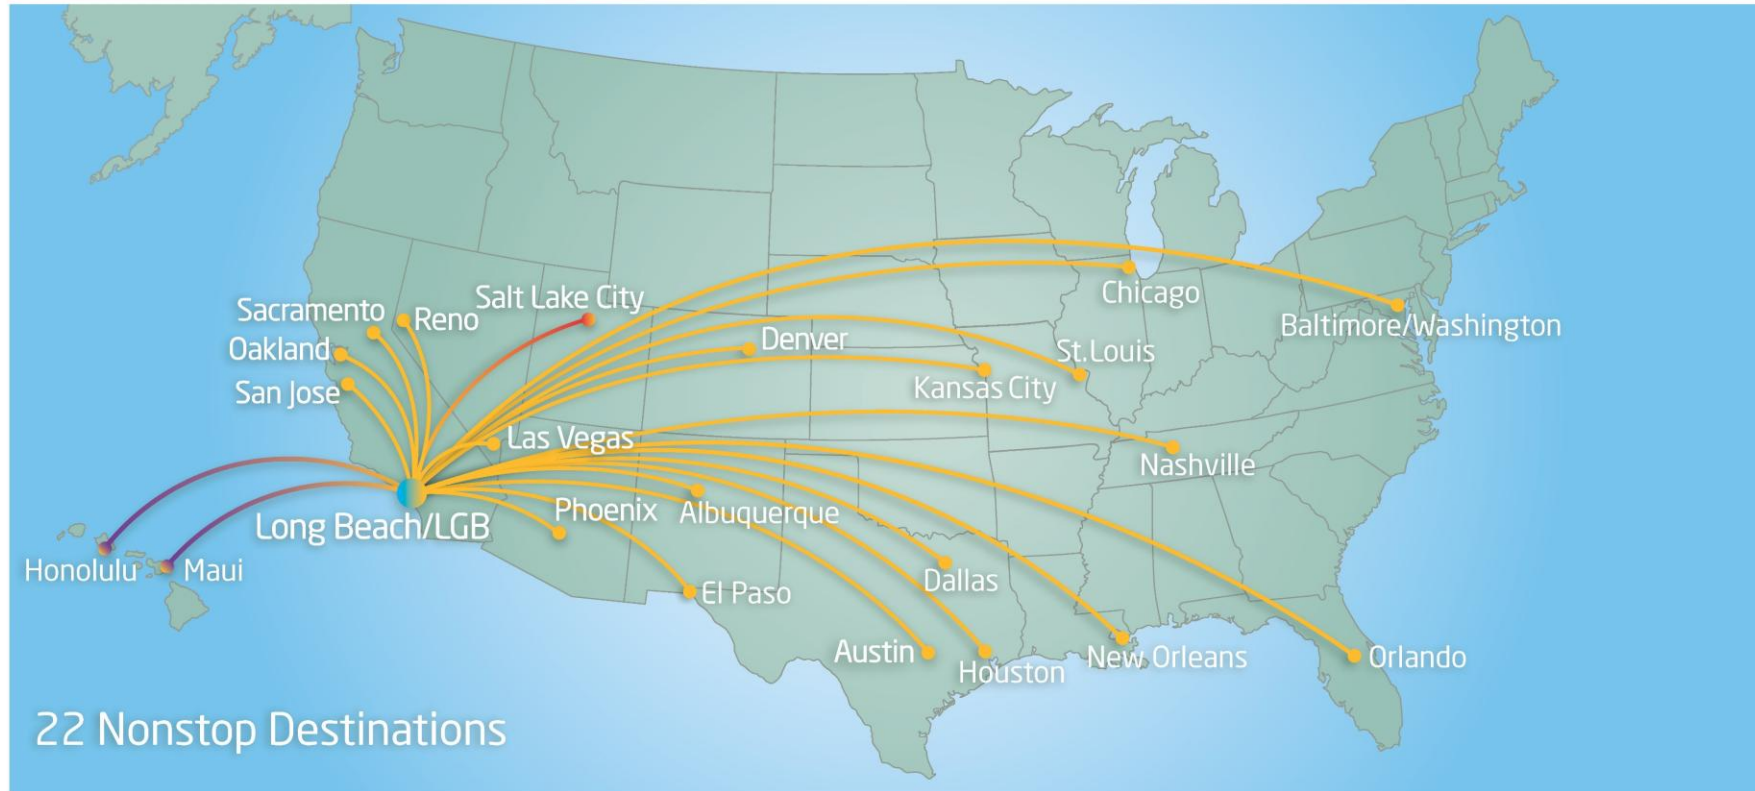 Salt Lake City
Sacramento
Reno
Oakland
San Jose
Denver
Chicago
Baltimore/Washington
St.Louis
Kansas City
Las Vegas
Nashville
Long Beach/LGB
Phoenix
Albuquerque
Honolulu
Maui
El Paso
Dallas
Austin
Houston
New Orleans
Orlando
22 Nonstop Destinations